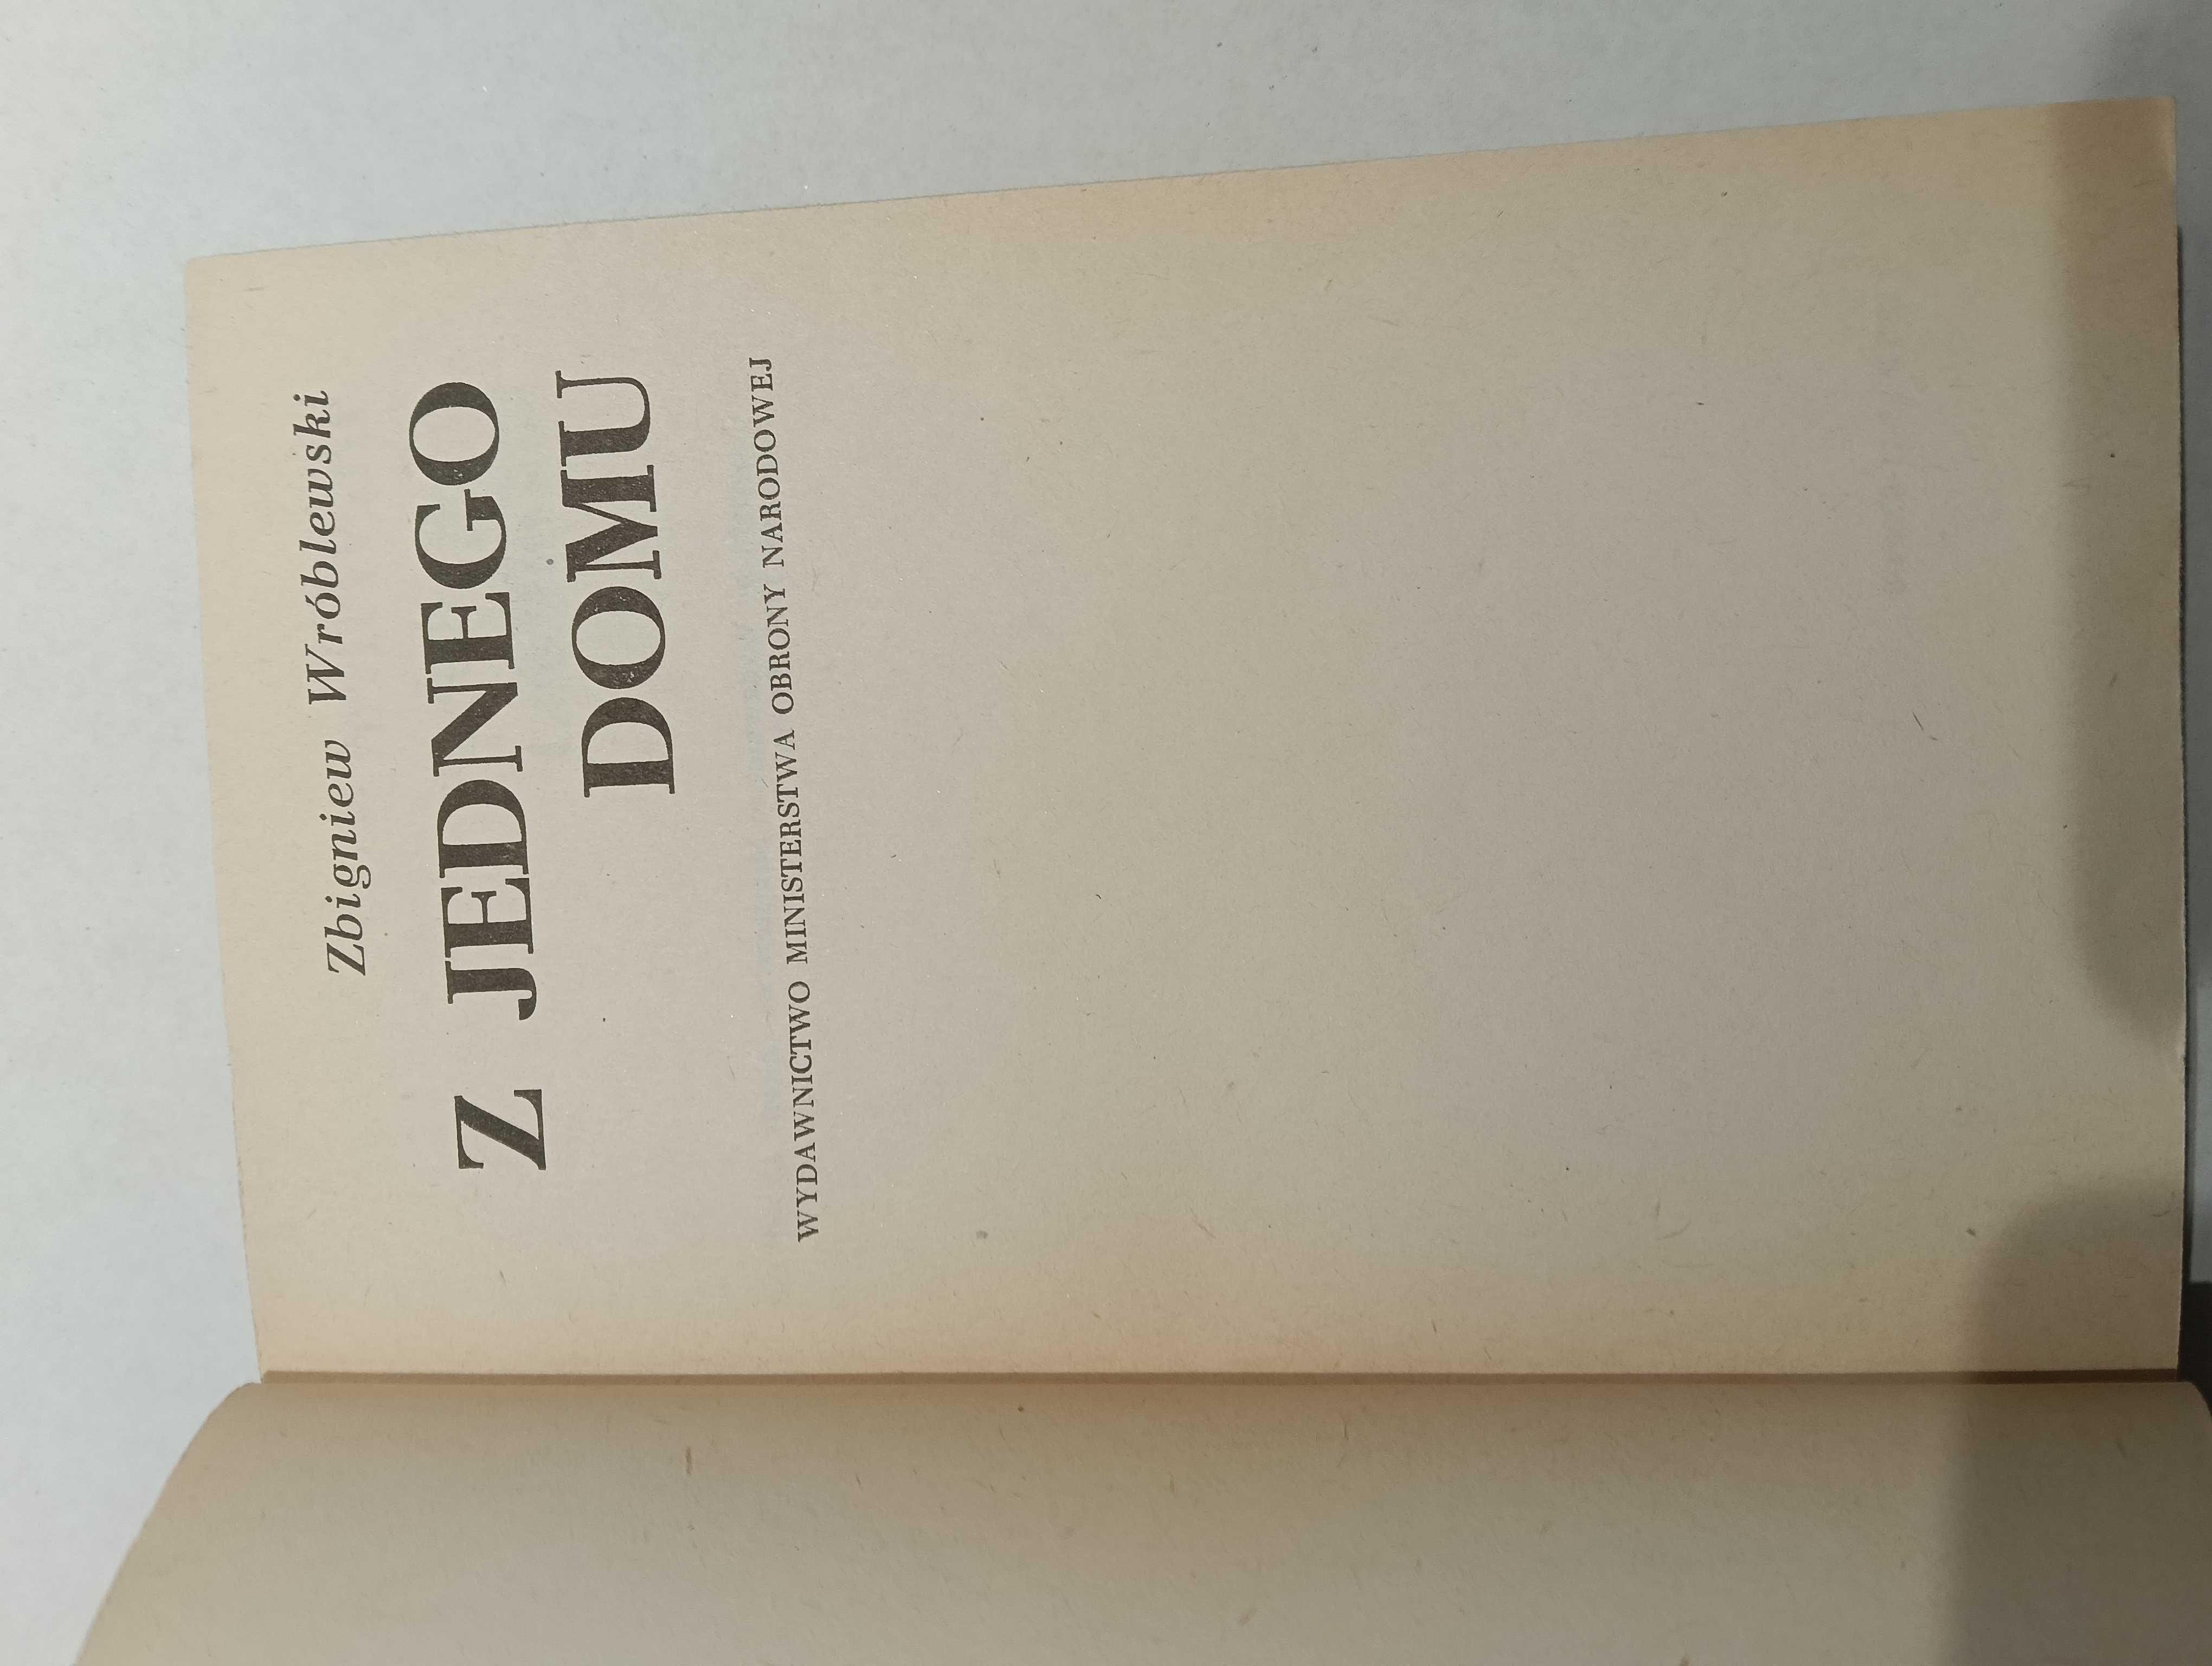 Zbigniew Wróblewski
Z JEDNEGO
DOMU
WYDAWNICTWO MINISTERSTWA OBRONY NARODOWEJ